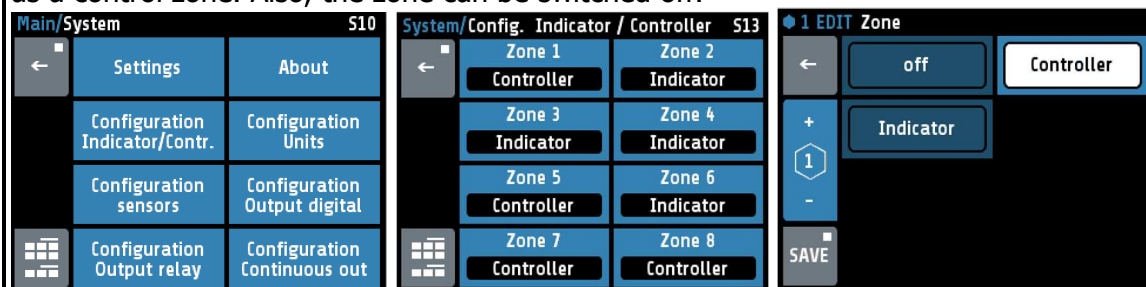 as a control zone. Also, the zone can be switched off.
Main/System S10
←
Settings
About
Configuration
Indicator/Contr.
Configuration
Units
Configuration
sensors
Configuration
Output digital
Configuration
Output relay
Configuration
Continuous out
System/Config. Indicator / Controller S13
←
Zone 1
Controller
Zone 2
Indicator
Zone 3
Indicator
Zone 4
Indicator
Zone 5
Controller
Zone 6
Indicator
Zone 7
Controller
Zone 8
Controller
1 EDIT Zone
←
off
Controller
+
1
-
Indicator
SAVE